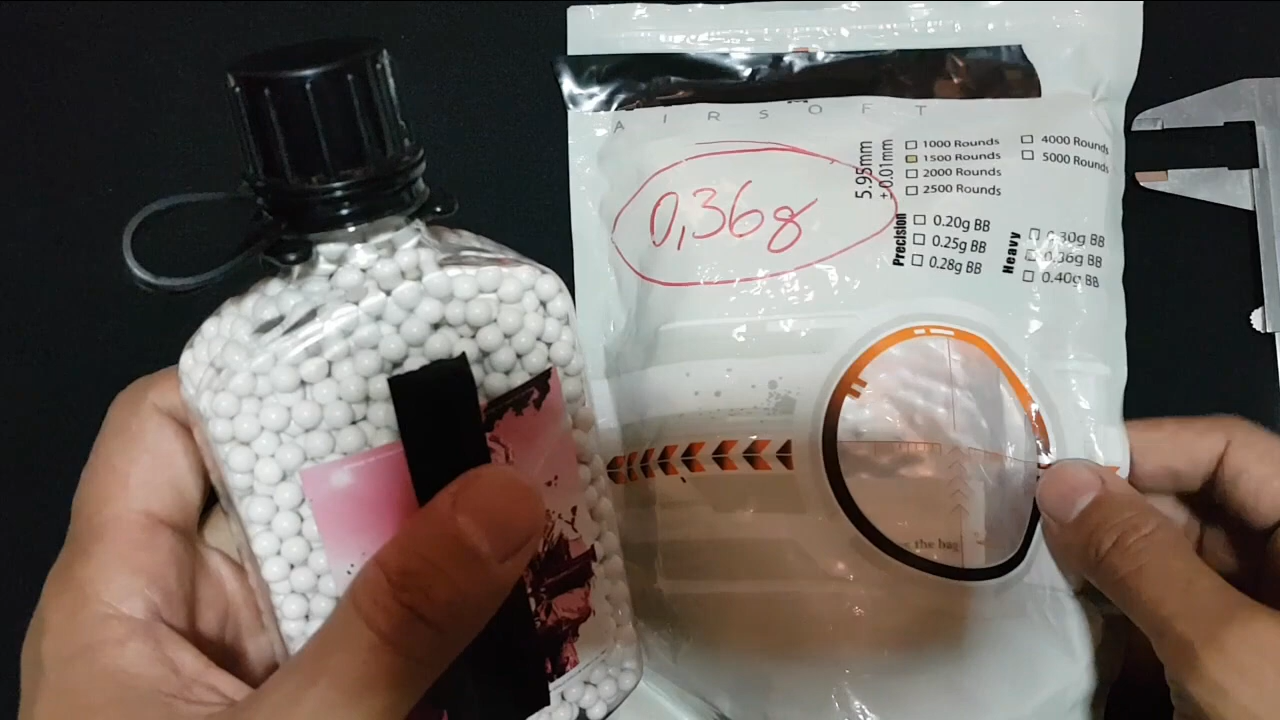 AIRSOFT
0,36g
5.95mm
±0.01mm
1000 Rounds
1500 Rounds
2000 Rounds
2500 Rounds
4000 Rounds
5000 Rounds
Precision
0.20g BB
0.25g BB
0.28g BB
Heavy
0.30g BB
0.36g BB
0.40g BB
the bag